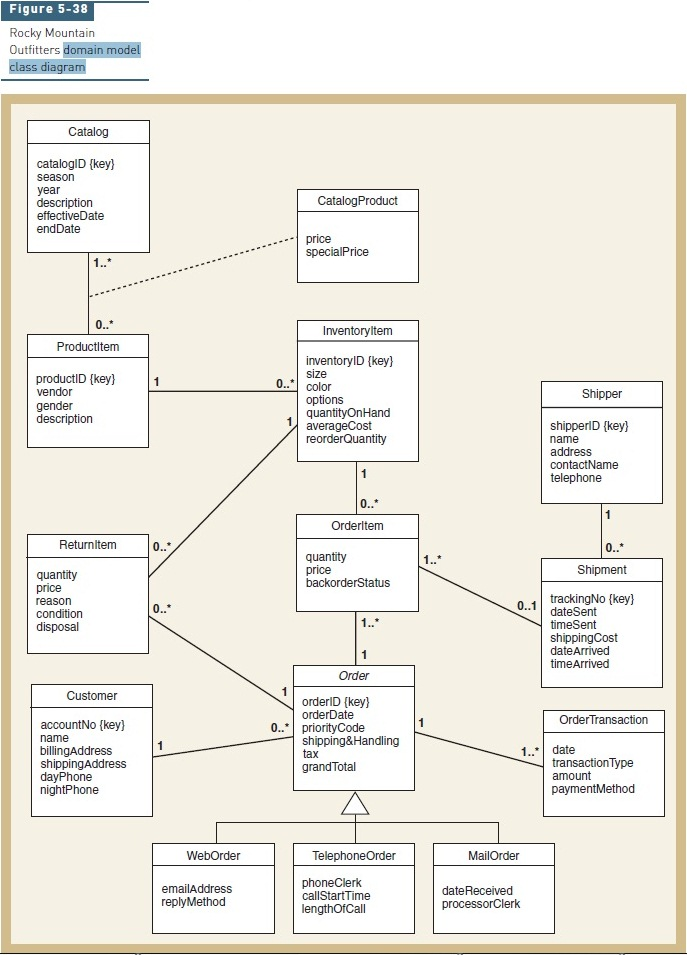 Figure 5-38
Rocky Mountain
Outfitters domain model
class diagram
Catalog
catalogID {key}
season
year
description
effectiveDate
endDate
CatalogProduct
price
specialPrice
1..*
0..*
ProductItem
productID {key}
vendor
gender
description
1
0..*
InventoryItem
inventoryID {key}
size
color
options
quantityOnHand
averageCost
reorderQuantity
1
1
0..*
Shipper
shipperID {key}
name
address
contactName
telephone
1
0..*
ReturnItem
quantity
price
reason
condition
disposal
0..*
0..*
OrderItem
quantity
price
backorderStatus
1..*
0..1
Shipment
trackingNo {key}
dateSent
timeSent
shippingCost
dateArrived
timeArrived
1..*
1
Customer
accountNo {key}
name
billingAddress
shippingAddress
dayPhone
nightPhone
1
1
0..*
Order
orderID {key}
orderDate
priorityCode
shipping&Handling
tax
grandTotal
1
1..*
OrderTransaction
date
transactionType
amount
paymentMethod
WebOrder
emailAddress
replyMethod
TelephoneOrder
phoneClerk
callStartTime
lengthOfCall
MailOrder
dateReceived
processorClerk